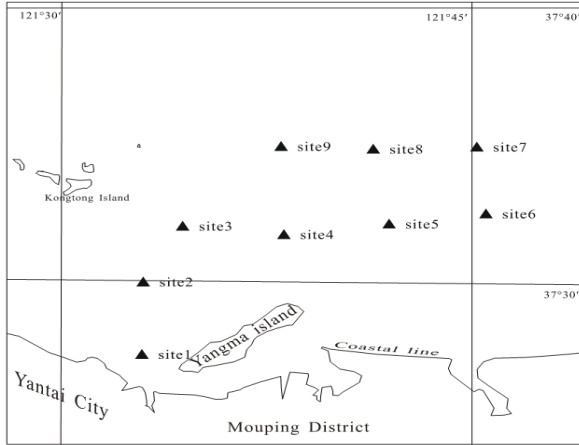 121°30′
121°45′
37°40′
site9
site8
site7
Kongtong Island
site3
site4
site5
site6
site2
37°30′
Yangma island
site1
Coastal line
Yantai City
Mouping District